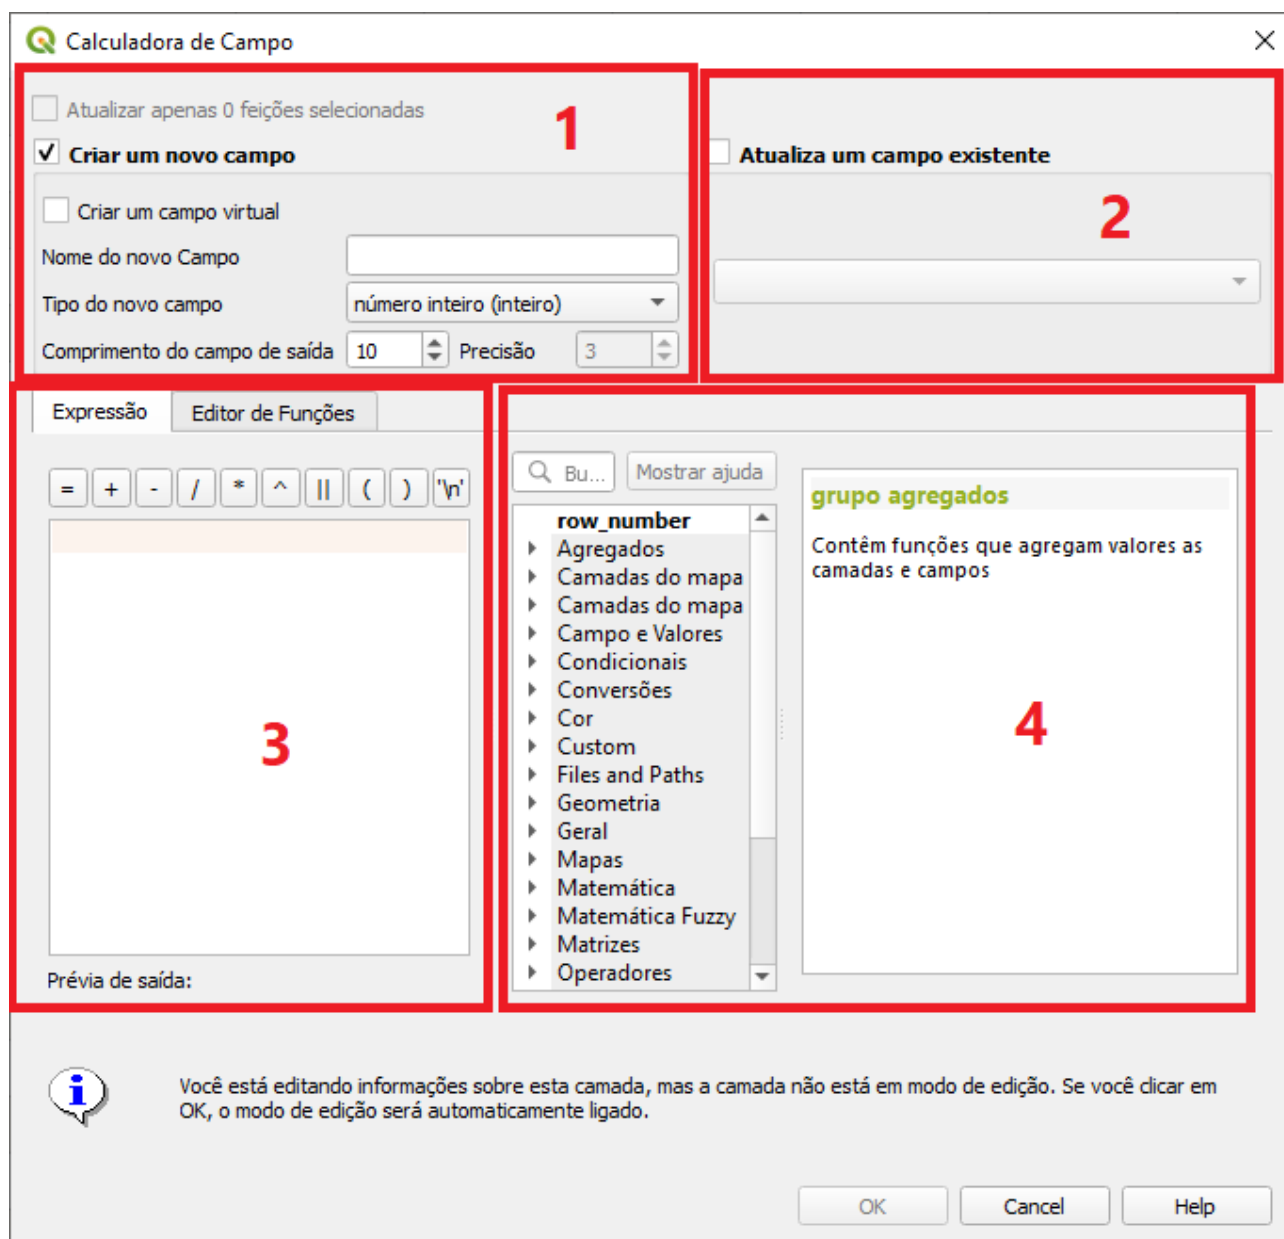 Calculadora de Campo
Atualizar apenas 0 feições selecionadas
1
Criar um novo campo
Atualiza um campo existente
Criar um campo virtual
2
Nome do novo Campo
Tipo do novo campo
número inteiro (inteiro)
Comprimento do campo de saída
10
Precisão
3
Expressão
Editor de Funções
= + - / * ^ || ( ) '\n'
Bu...
Mostrar ajuda
row_number
Agregados
Camadas do mapa
Camadas do mapa
Campo e Valores
Condicionais
Conversões
Cor
Custom
Files and Paths
Geometria
Geral
Mapas
Matemática
Matemática Fuzzy
Matrizes
Operadores
grupo agregados
Contêm funções que agregam valores as
camadas e campos
3
4
Prévia de saída:
Você está editando informações sobre esta camada, mas a camada não está em modo de edição. Se você clicar em
OK, o modo de edição será automaticamente ligado.
OK
Cancel
Help